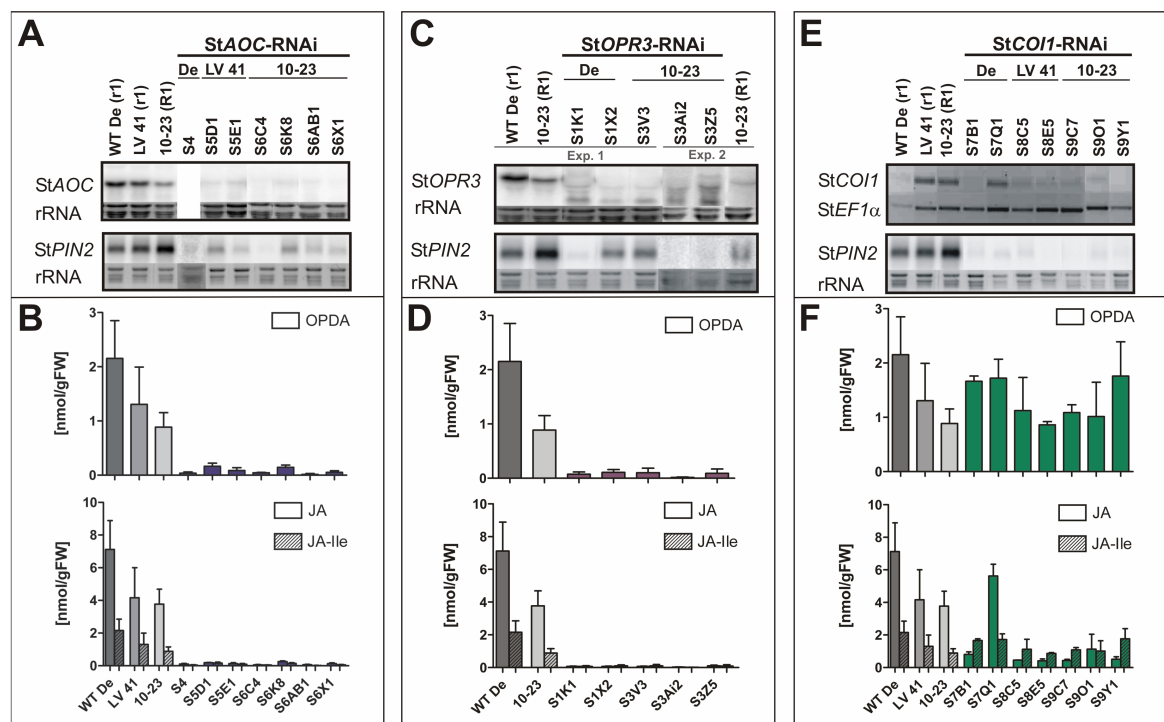 A
StAOC-RNAi
De LV 41 10-23
WT De (r1) LV 41 (r1) 10-23 (R1) S4 S5D1 S5E1 S6C4 S6K8 S6AB1 S6X1
StAOC
rRNA
StPIN2
rRNA
B
OPDA
[nmol/gFW]
3
2
1
0
JA
JA-Ile
[nmol/gFW]
10
8
6
4
2
0
WT De LV 41 10-23 S4 S5D1 S5E1 S6C4 S6K8 S6AB1 S6X1
C
StOPR3-RNAi
De 10-23
WT De (r1) 10-23 (R1) S1K1 S1X2 S3V3 S3Ai2 S3Z5 10-23 (R1)
Exp. 1 Exp. 2
StOPR3
rRNA
StPIN2
rRNA
D
OPDA
[nmol/gFW]
3
2
1
0
JA
JA-Ile
[nmol/gFW]
10
8
6
4
2
0
WT De 10-23 S1K1 S1X2 S3V3 S3Ai2 S3Z5
E
StCOI1-RNAi
De LV 41 10-23
WT De (r1) LV 41 (r1) 10-23 (R1) S7B1 S7Q1 S8C5 S8E5 S9C7 S9O1 S9Y1
StCOI1
StEF1α
StPIN2
rRNA
F
OPDA
[nmol/gFW]
3
2
1
0
JA
JA-Ile
[nmol/gFW]
10
8
6
4
2
0
WT De LV 41 10-23 S7B1 S7Q1 S8C5 S8E5 S9C7 S9O1 S9Y1